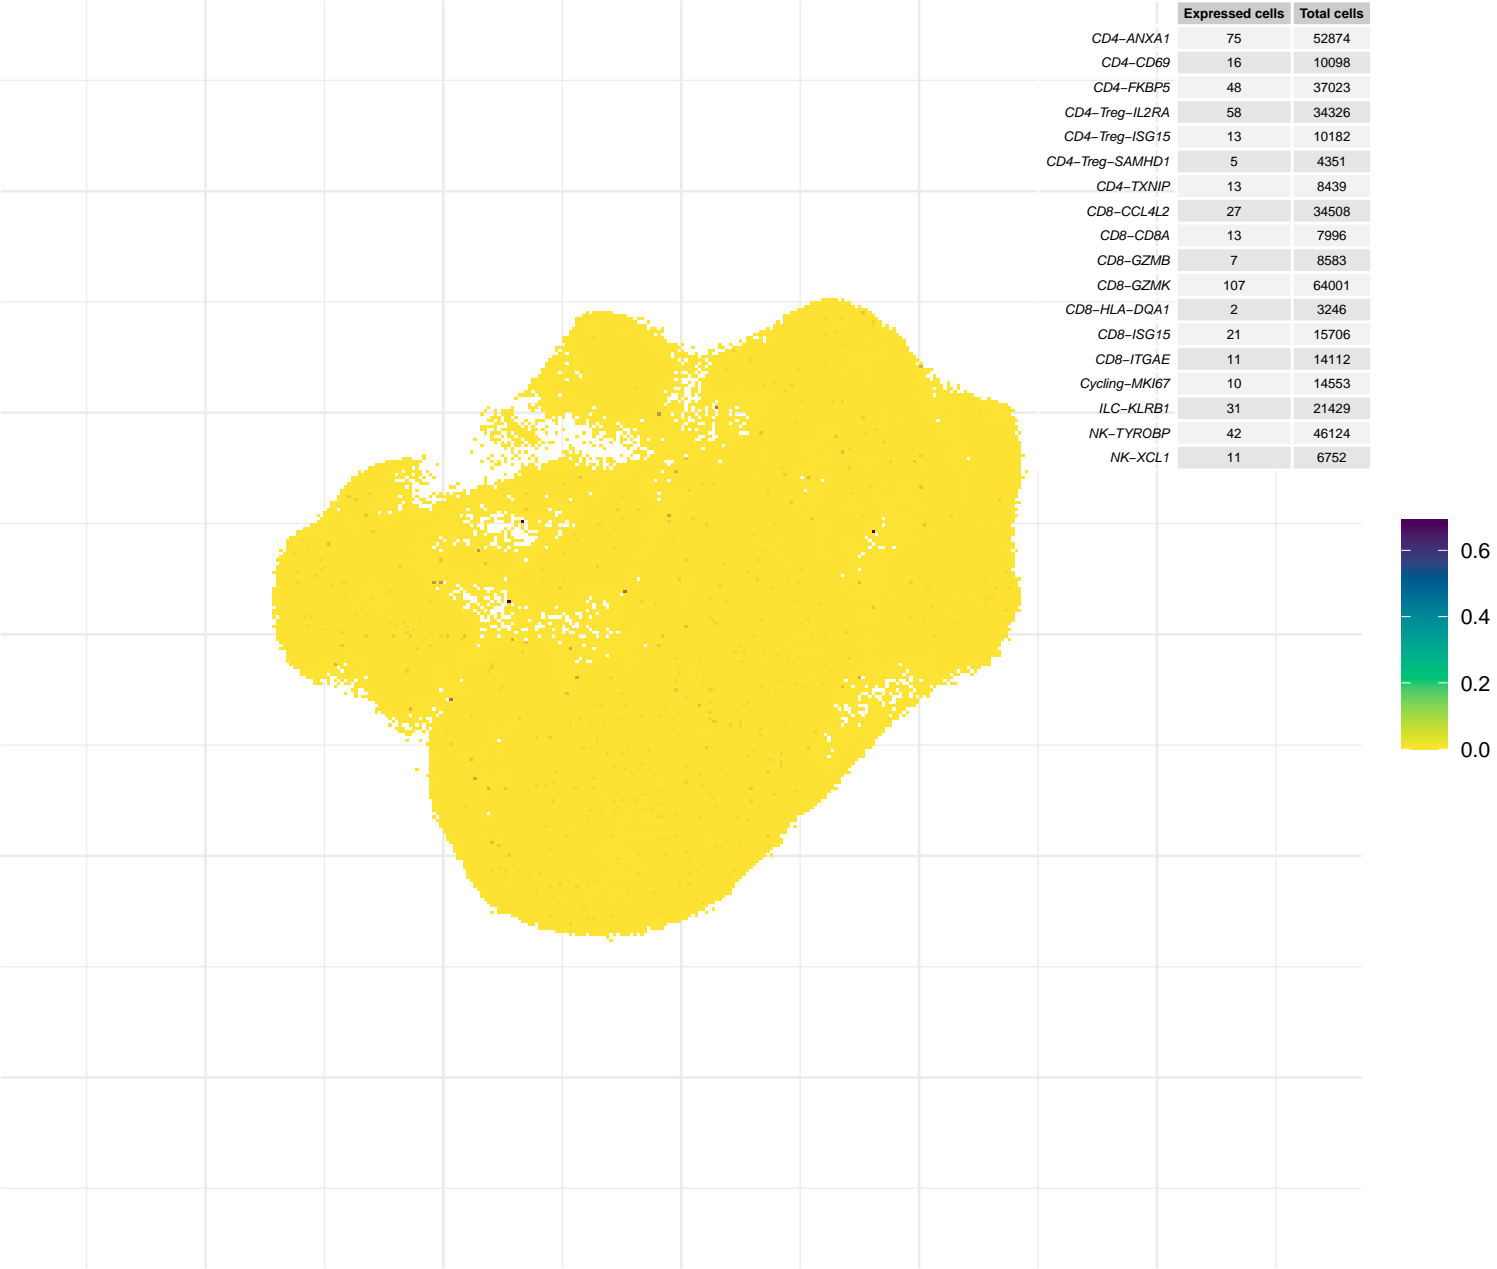 Expressed cells Total cells
CD4−ANXA1 75 52874
CD4−CD69 16 10098
CD4−FKBP5 48 37023
CD4−Treg−IL2RA 58 34326
CD4−Treg−ISG15 13 10182
CD4−Treg−SAMHD1 5 4351
CD4−TXNIP 13 8439
CD8−CCL4L2 27 34508
CD8−CD8A 13 7996
CD8−GZMB 7 8583
CD8−GZMK 107 64001
CD8−HLA−DQA1 2 3246
CD8−ISG15 21 15706
CD8−ITGAE 11 14112
Cycling−MKI67 10 14553
ILC−KLRB1 31 21429
NK−TYROBP 42 46124
NK−XCL1 11 6752
0.6
0.4
0.2
0.0